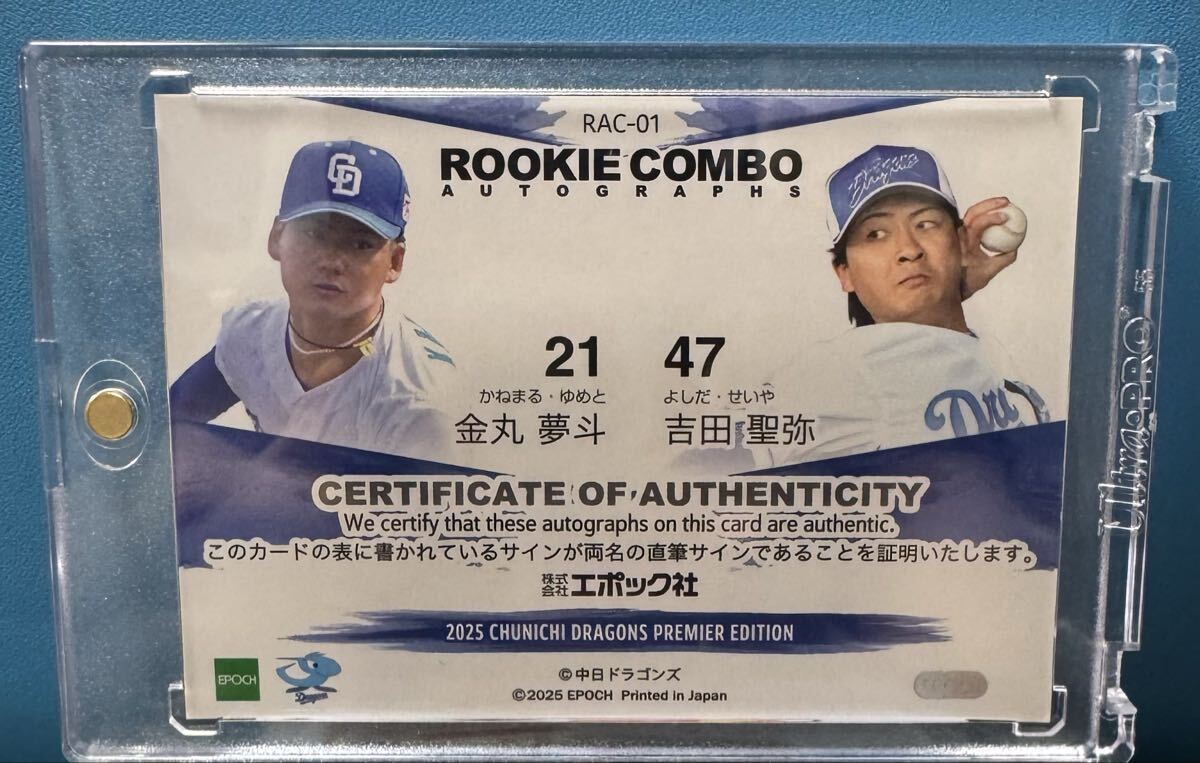 RAC-01
ROOKIE COMBO
AUTOGRAPHS
CD
Dragons
21
かねまる・ゆめと
金丸 夢斗
47
よしだ・せいや
吉田 聖弥
Dra
CERTIFICATE OF AUTHENTICITY
We certify that these autographs on this card are authentic.
このカードの表に書かれているサインが両名の直筆サインであることを証明いたします。
株式会社エポック社
2025 CHUNICHI DRAGONS PREMIER EDITION
EPOCH
Dragons
©中日ドラゴンズ
©2025 EPOCH Printed in Japan
UltraPRO